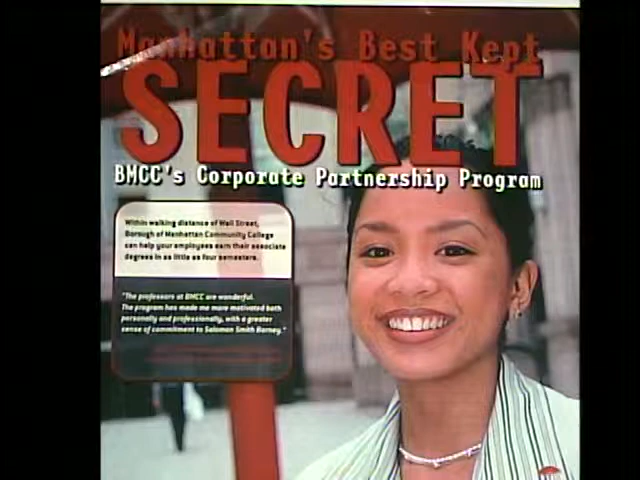 Manhattan's Best Kept
SECRET
BMCC's Corporate Partnership Program
Within walking distance of Wall Street,
Borough of Manhattan Community College
can help your employees earn their associate
degrees in as little as four semesters.
"The professors at BMCC are wonderful.
The program has made me more motivated both
personally and professionally, with a greater
sense of commitment to Salomon Smith Barney."